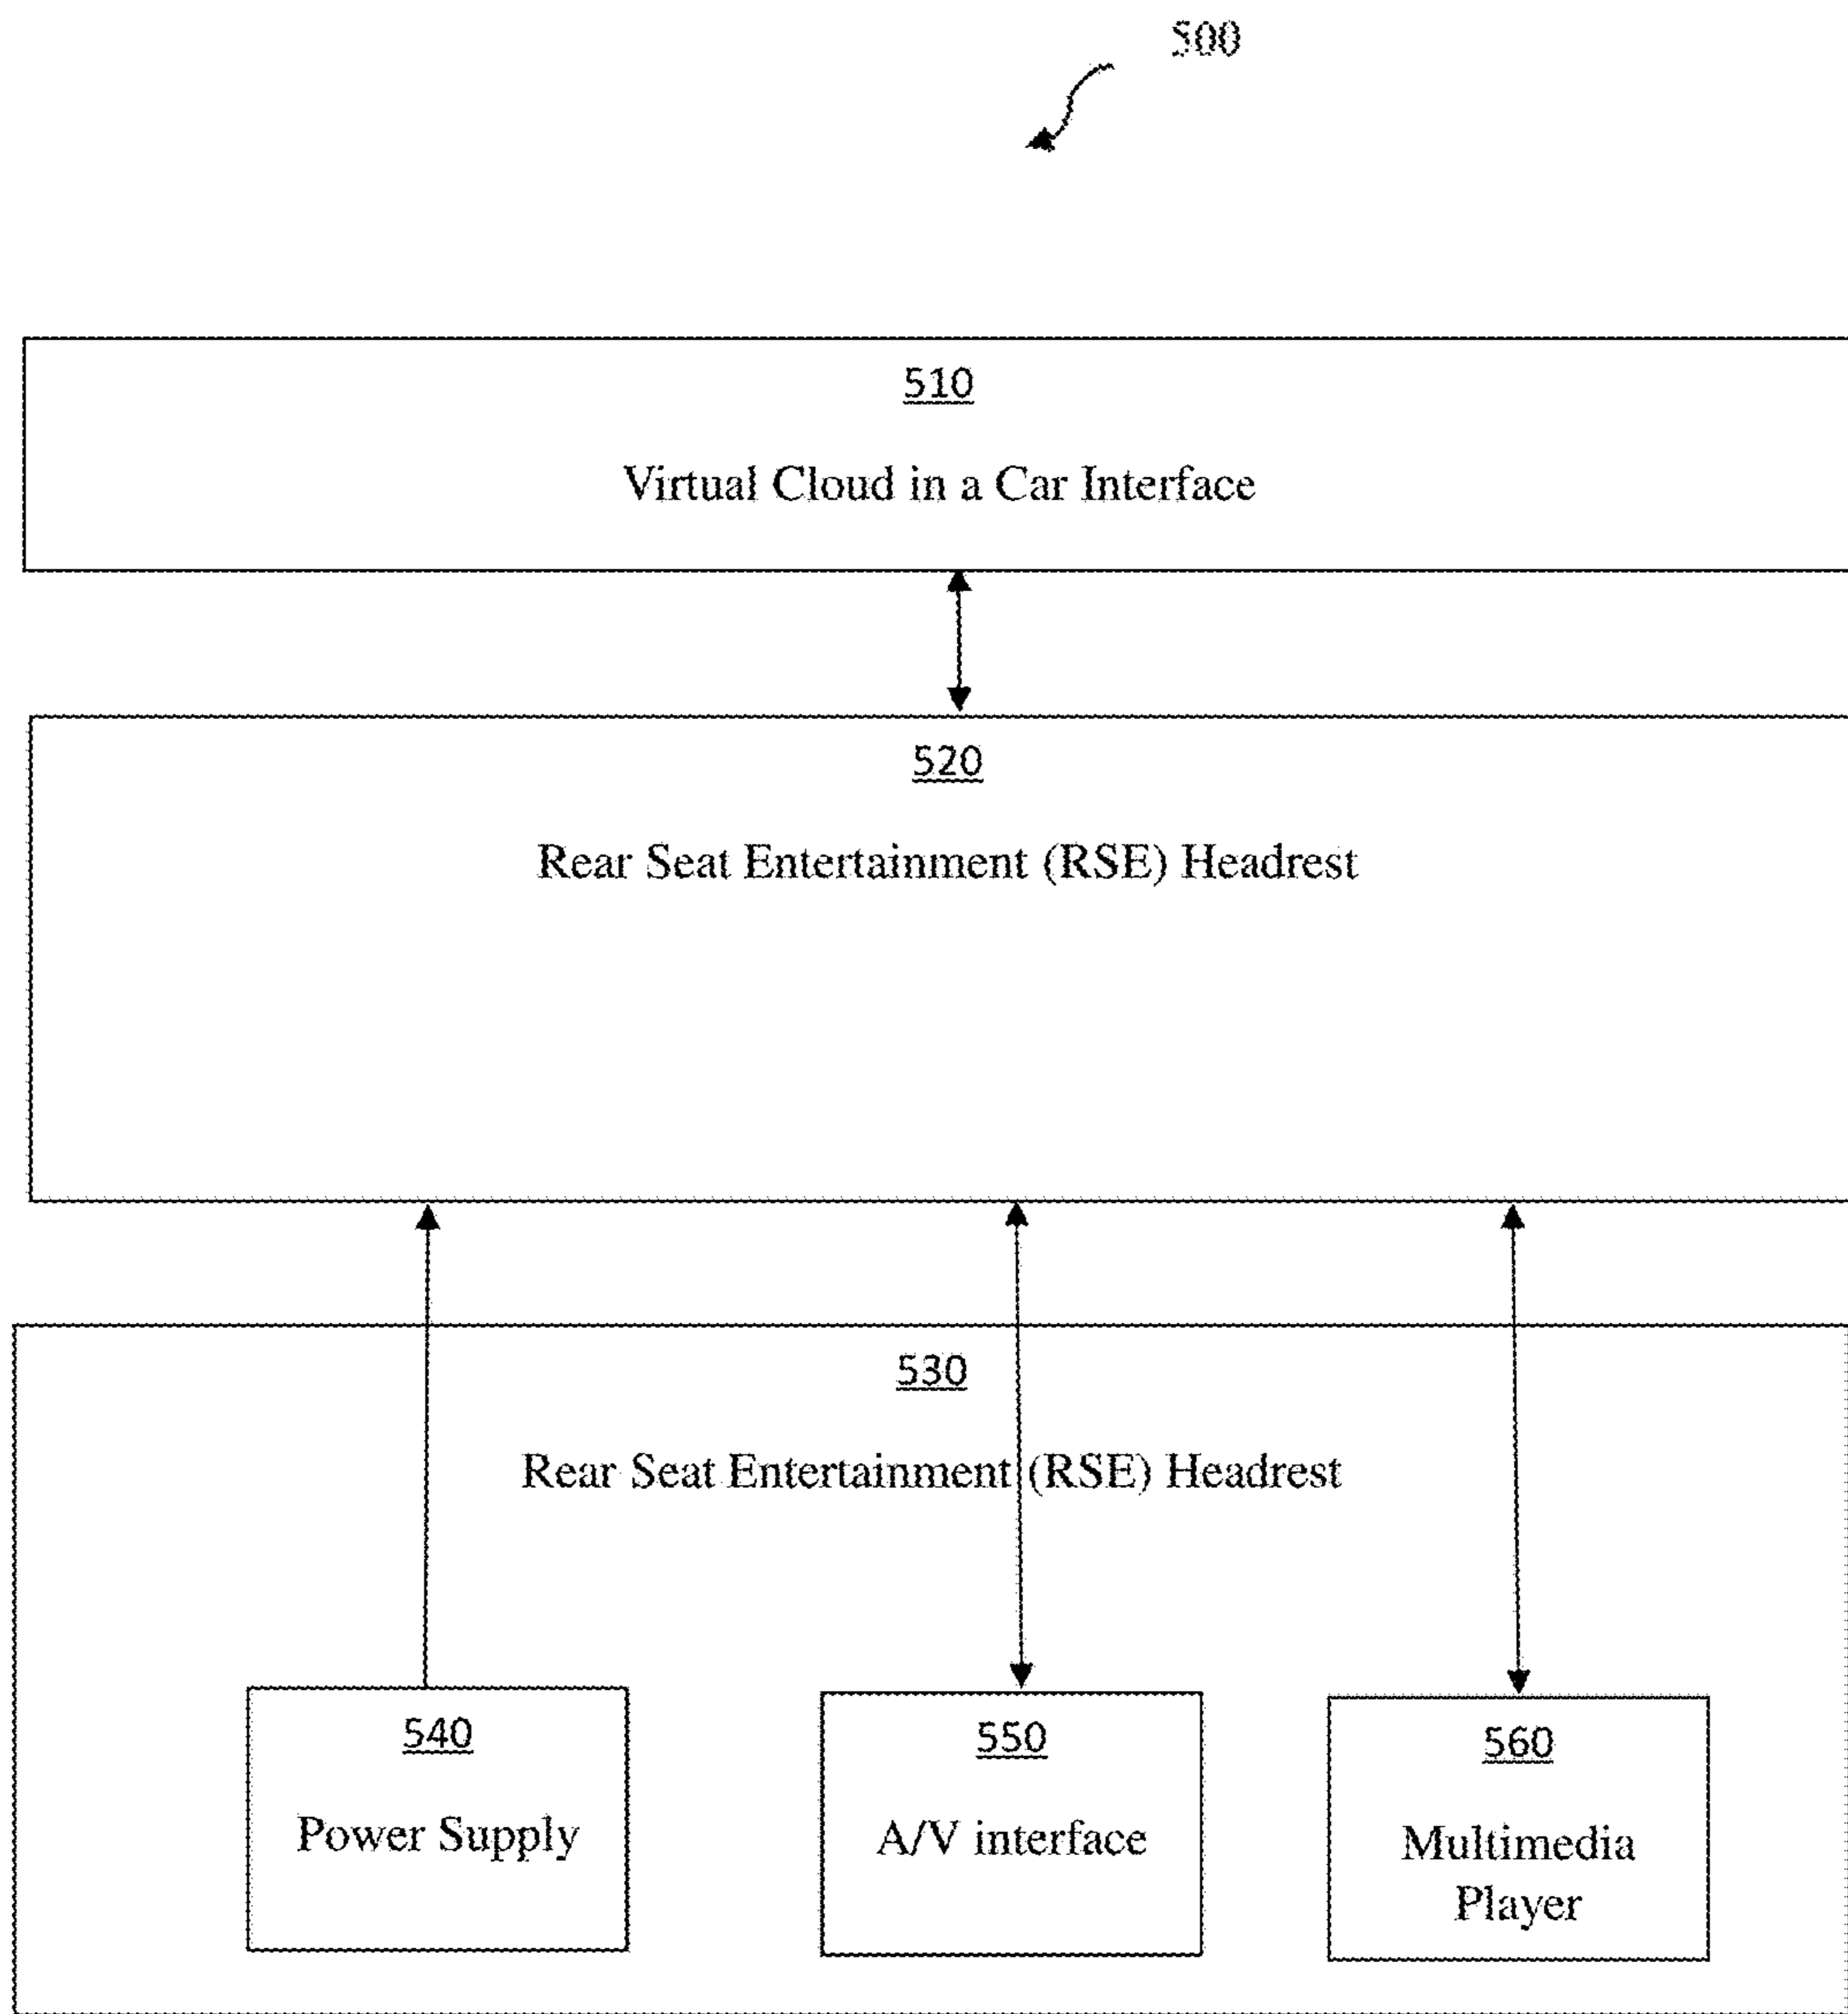 500
510
Virtual Cloud in a Car Interface
520
Rear Seat Entertainment (RSE) Headrest
530
Rear Seat Entertainment (RSE) Headrest
540
Power Supply
550
A/V interface
560
Multimedia
Player